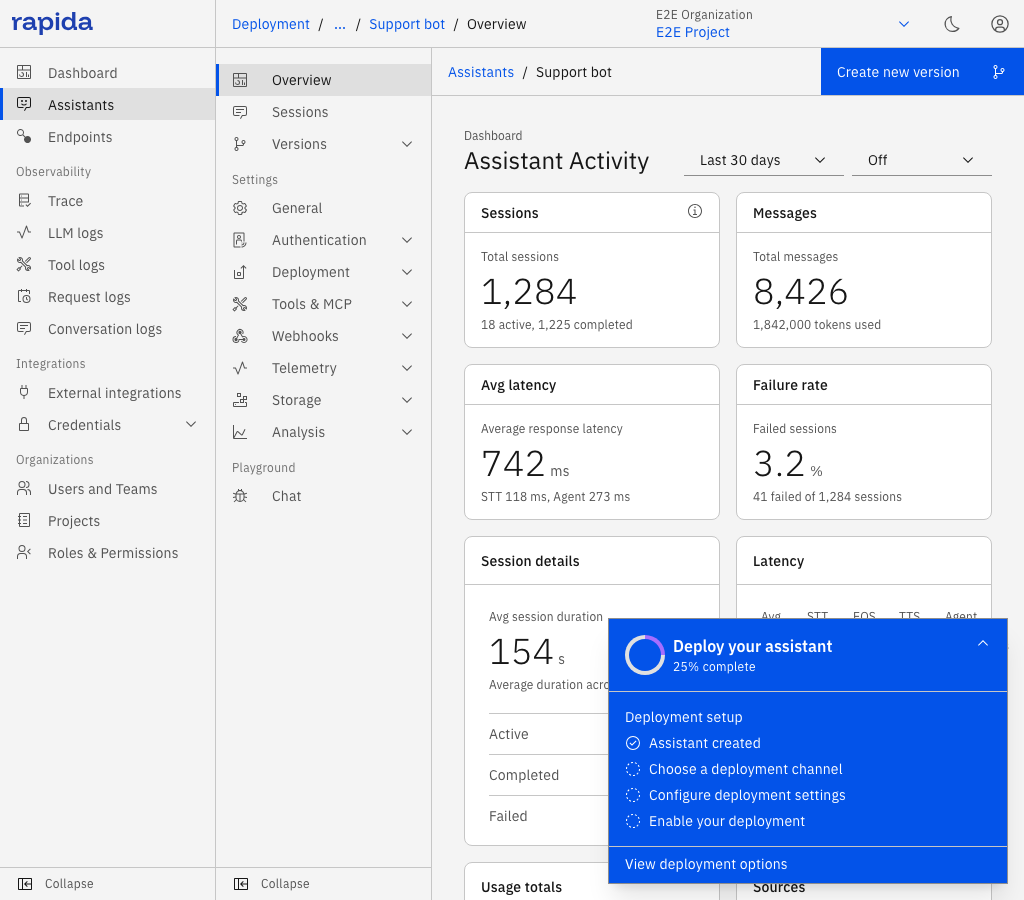 rapida
Deployment / ... / Support bot / Overview
E2E Organization
E2E Project
Dashboard
Assistants
Endpoints
Observability
Trace
LLM logs
Tool logs
Request logs
Conversation logs
Integrations
External integrations
Credentials
Organizations
Users and Teams
Projects
Roles & Permissions
Collapse
Overview
Sessions
Versions
Settings
General
Authentication
Deployment
Tools & MCP
Webhooks
Telemetry
Storage
Analysis
Playground
Chat
Collapse
Assistants / Support bot
Create new version
Dashboard
Assistant Activity
Last 30 days
Off
Sessions
Total sessions
1,284
18 active, 1,225 completed
Messages
Total messages
8,426
1,842,000 tokens used
Avg latency
Average response latency
742 ms
STT 118 ms, Agent 273 ms
Failure rate
Failed sessions
3.2 %
41 failed of 1,284 sessions
Session details
Avg session duration
154 s
Average duration acro
Active
Completed
Failed
Latency
Avg STT EOS TTS Agent
Usage totals
Sources
Deploy your assistant
25% complete
Deployment setup
Assistant created
Choose a deployment channel
Configure deployment settings
Enable your deployment
View deployment options